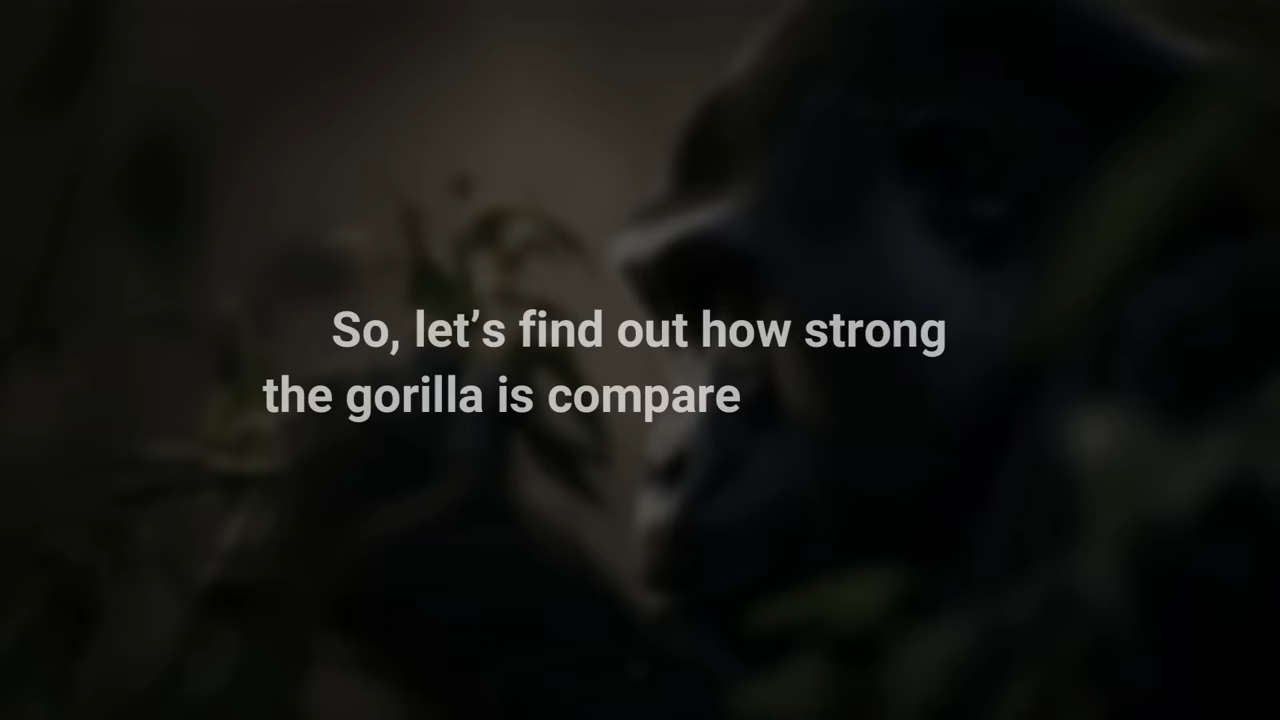 So, let’s find out how strong
the gorilla is compare